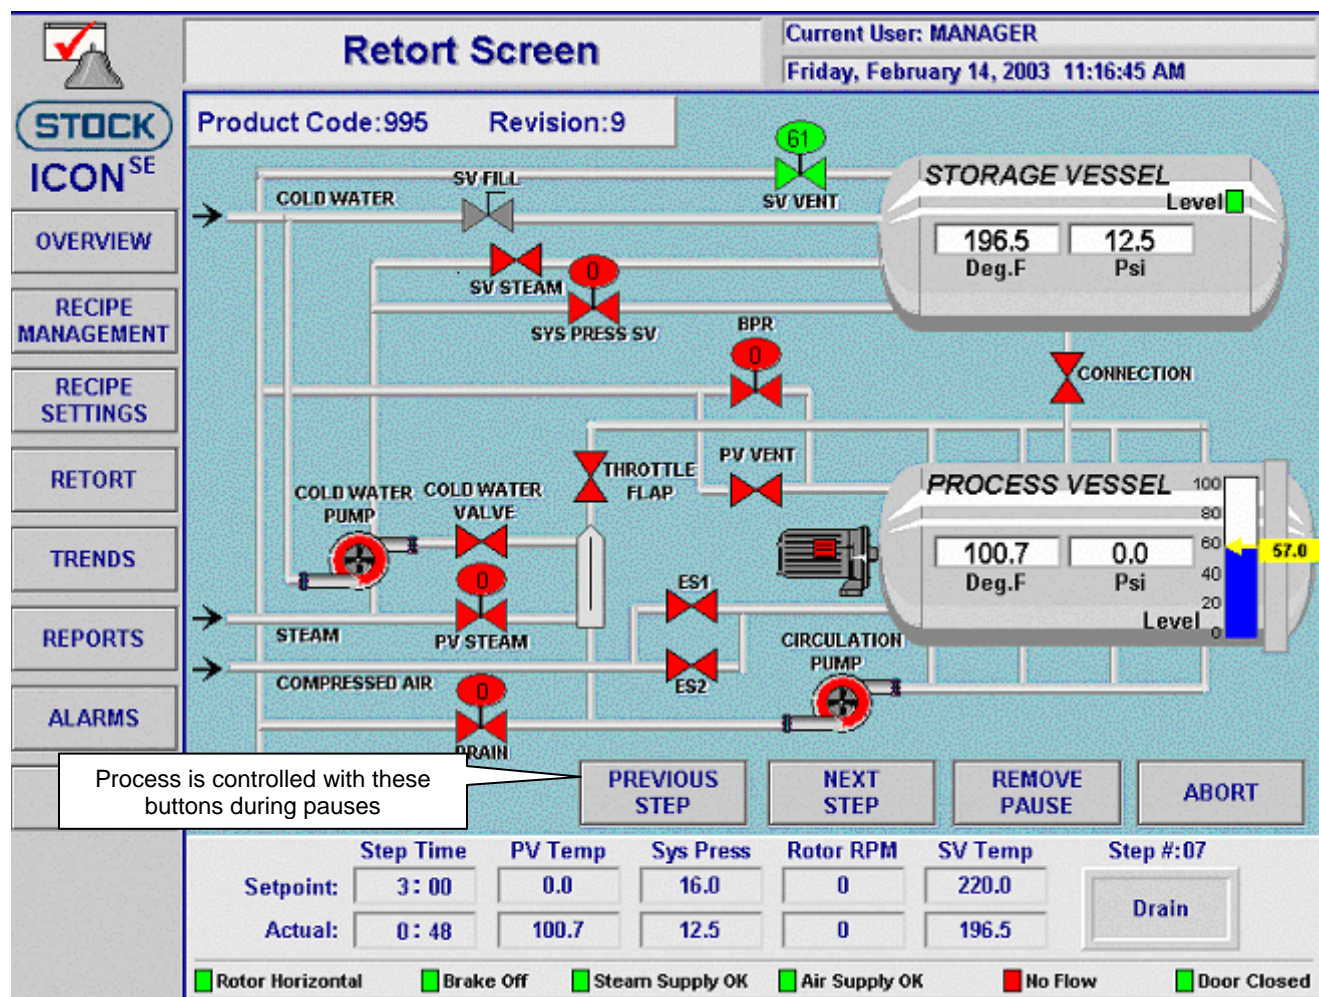 Retort Screen
Current User: MANAGER
Friday, February 14, 2003 11:16:45 AM
STOCK
ICON SE
Product Code:995 Revision:9
OVERVIEW
RECIPE
MANAGEMENT
RECIPE
SETTINGS
RETORT
TRENDS
REPORTS
ALARMS
61
SV VENT
SV FILL
COLD WATER
STORAGE VESSEL
Level
196.5 12.5
Deg.F Psi
0
SV STEAM
SYS PRESS SV
BPR
0
CONNECTION
THROTTLE
FLAP
PV VENT
COLD WATER
PUMP
COLD WATER
VALVE
PROCESS VESSEL
100
80
60
40
20
0
57.0
100.7 0.0
Deg.F Psi
Level
0
ES1
STEAM
PV STEAM
CIRCULATION
PUMP
COMPRESSED AIR
ES2
0
DRAIN
Process is controlled with these
buttons during pauses
PREVIOUS
STEP
NEXT
STEP
REMOVE
PAUSE
ABORT
Step Time PV Temp Sys Press Rotor RPM SV Temp Step #:07
Setpoint: 3:00 0.0 16.0 0 220.0
Drain
Actual: 0:48 100.7 12.5 0 196.5
Rotor Horizontal Brake Off Steam Supply OK Air Supply OK No Flow Door Closed